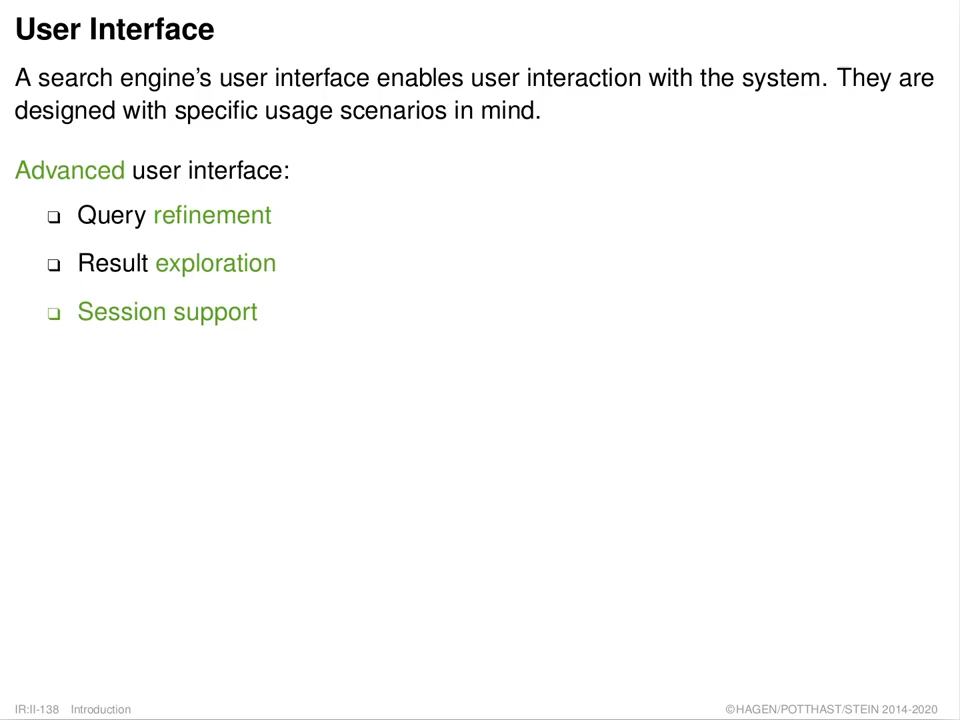 User Interface
A search engine's user interface enables user interaction with the system. They are
designed with specific usage scenarios in mind.
Advanced user interface:
❑ Query refinement
❑ Result exploration
❑ Session support
IR:II-138 Introduction ©HAGEN/POTTHAST/STEIN 2014-2020